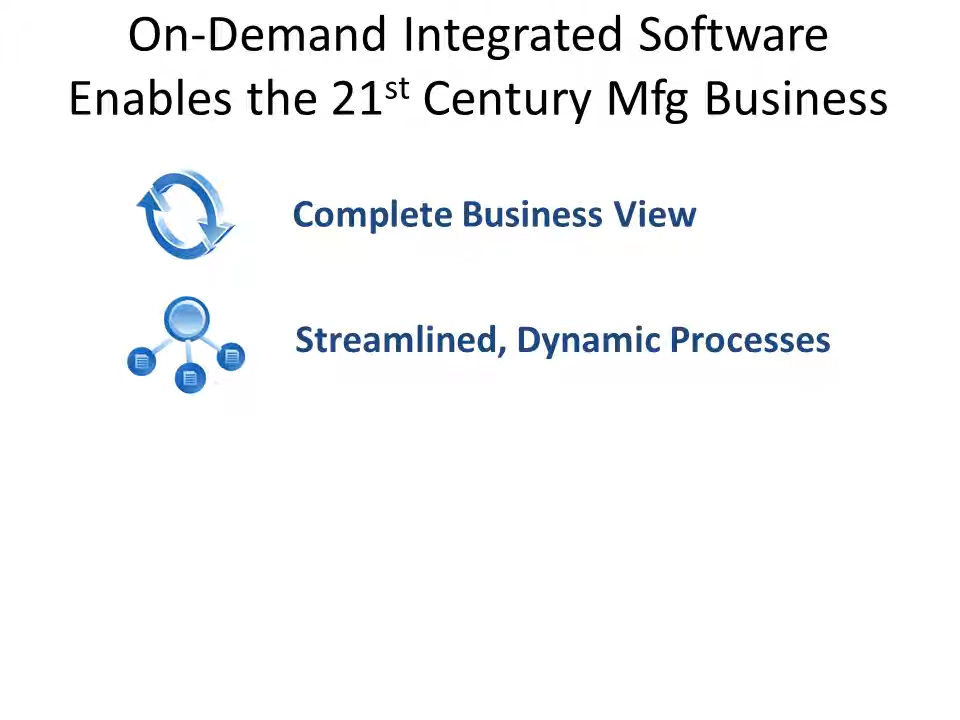 On-Demand Integrated Software
Enables the 21st Century Mfg Business
Complete Business View
Streamlined, Dynamic Processes